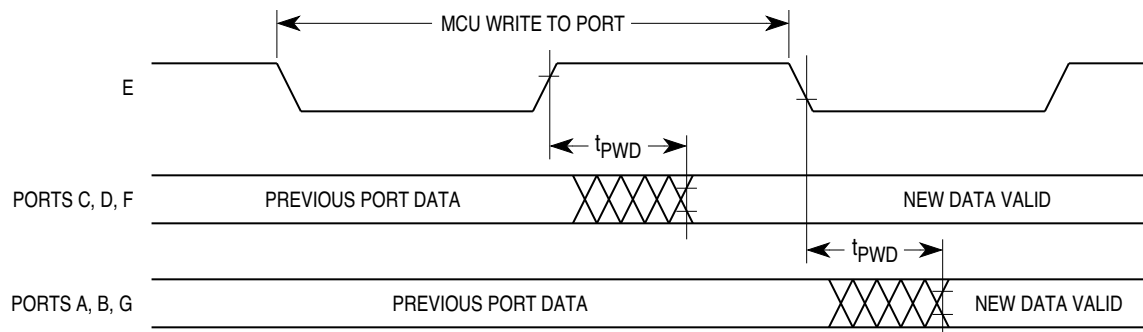 MCU WRITE TO PORT
E
tPWD
PORTS C, D, F PREVIOUS PORT DATA NEW DATA VALID
tPWD
PORTS A, B, G PREVIOUS PORT DATA NEW DATA VALID